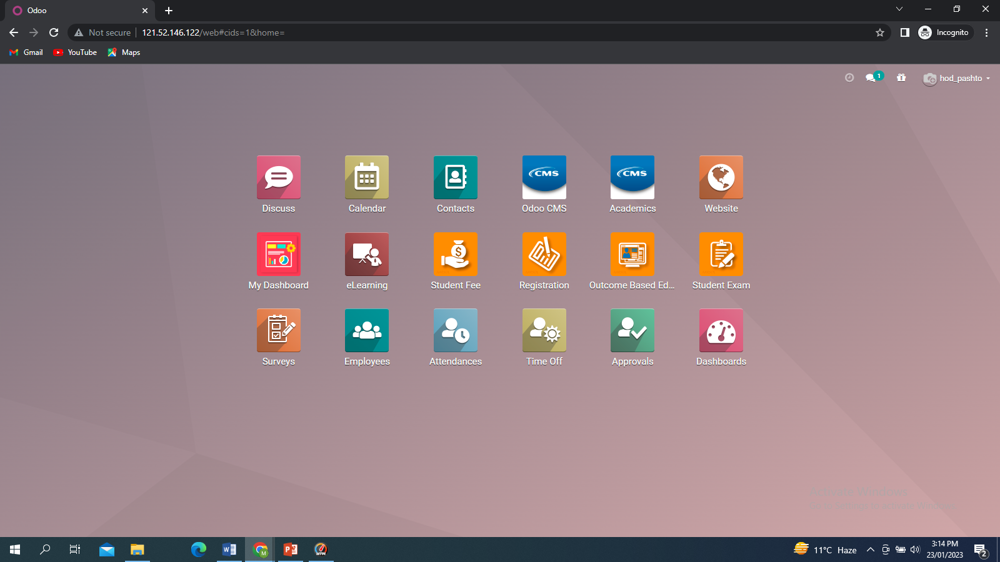 Odoo
Not secure 121.52.146.122/web#cids=1&home=
Incognito
Gmail YouTube Maps
1 hod_pashto
CMS CMS
Discuss Calendar Contacts Odoo CMS Academics Website
My Dashboard eLearning Student Fee Registration Outcome Based Ed... Student Exam
Surveys Employees Attendances Time Off Approvals Dashboards
Activate Windows
Go to Settings to activate Windows.
WPM
M
11°C Haze
3:14 PM
23/01/2023
2